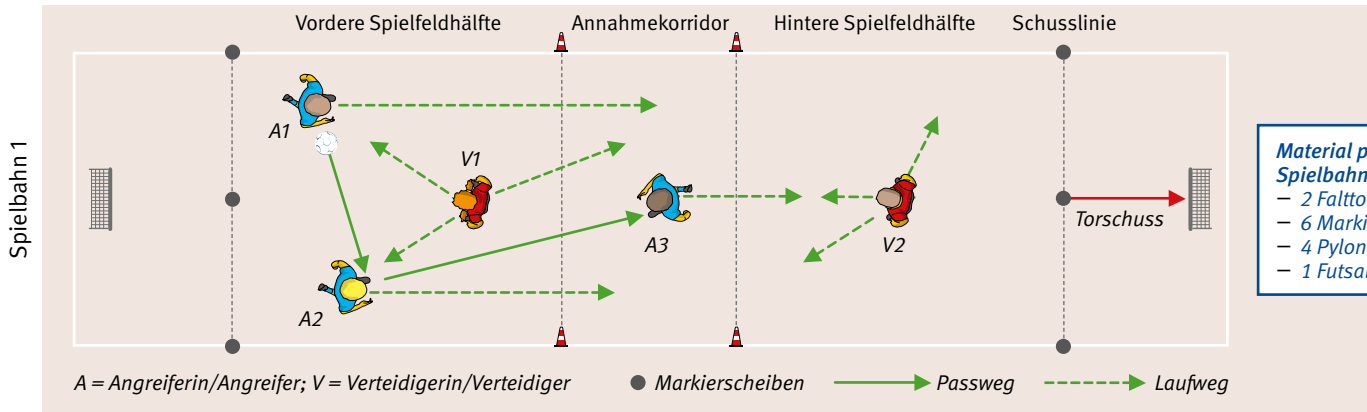 Vordere Spielfeldhälfte Annahmekorridor Hintere Spielfeldhälfte Schusslinie
Spielbahn 1
A1
V1
A2
A3
V2
Torschuss
Material p
Spielbahn
– 2 Faltto
– 6 Marki
– 4 Pylon
– 1 Futsa
A = Angreiferin/Angreifer; V = Verteidigerin/Verteidiger Markierscheiben Passweg Laufweg